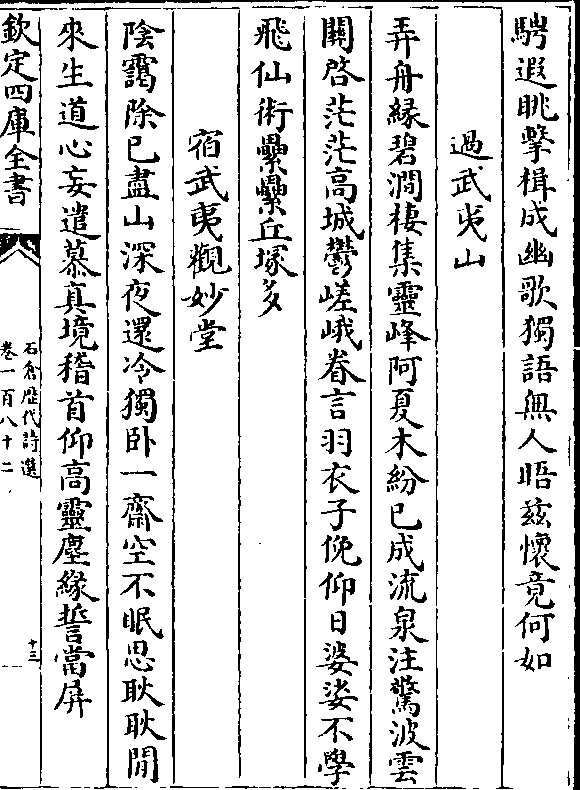 騁遐眺擊楫成幽歌獨語無人晤兹懷竟何如
過武夷山
弄舟緣碧澗棲集靈峰阿夏木紛已成流泉注驚波雲
關啓茫茫高城鬱嵯峨眷言羽衣子俛仰日婆娑不學
飛仙術纍纍丘塚多
宿武夷觀妙堂
陰靄除已盡山深夜還冷獨卧一齋空不眠思耿耿閒
來生道心妄遣慕真境稽首仰高靈塵緣誓當屏
欽定四庫全書
石倉歷代詩選
卷一百八十二
十三